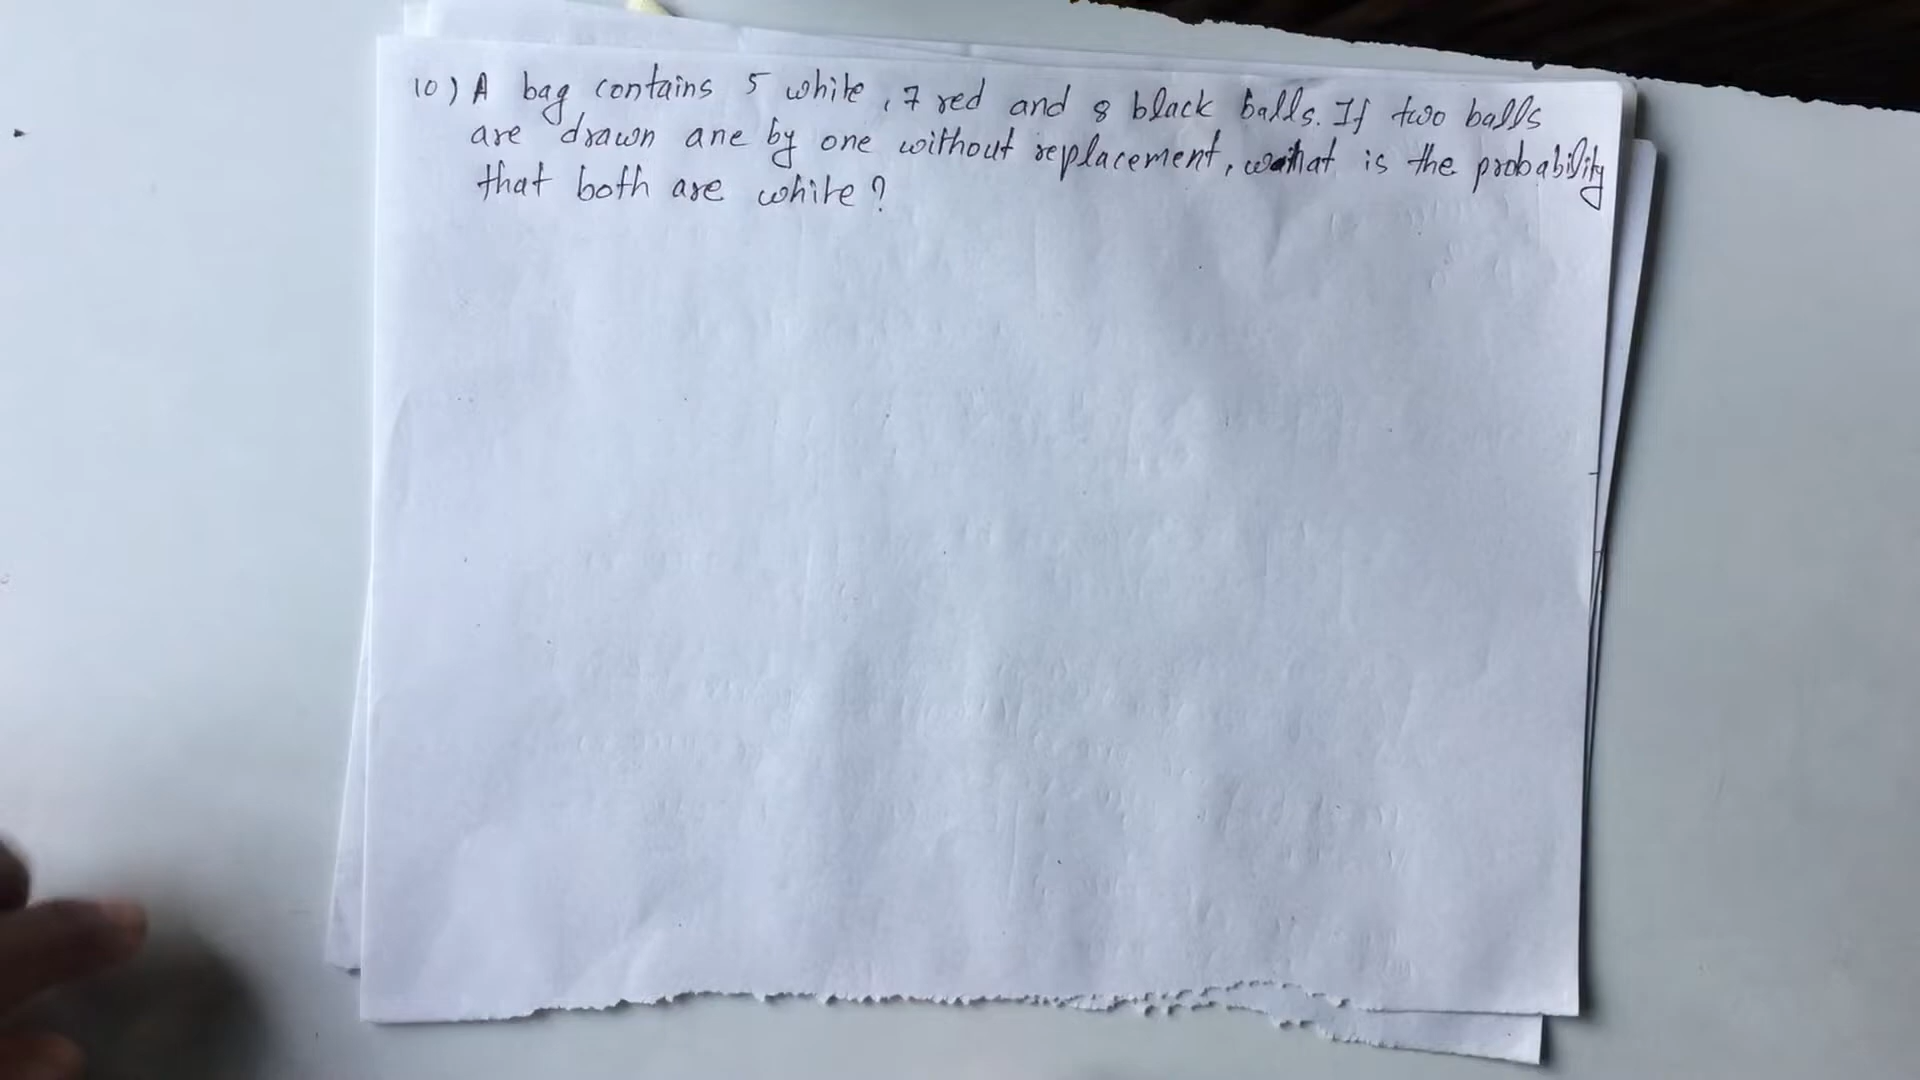 10) A bag contains 5 white, 7 red and 8 black balls. If two balls
are drawn ane by one without replacement, what is the probability
that both are white?